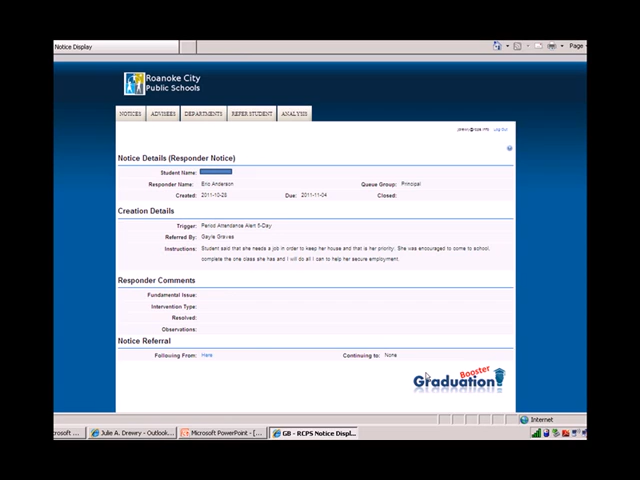 Notice Display
Page
Roanoke City
Public Schools
NOTICES ADVISEES DEPARTMENTS REFER STUDENT ANALYSIS
Log Out
Notice Details (Responder Notice)
Student Name:
Responder Name: Eric Anderson Queue Group: Principal
Created: 2011-10-28 Due: 2011-11-04 Closed:
Creation Details
Trigger: Period Attendance Alert 5-Day
Referred By: Gayle Graves
Instructions: Student said that she needs a job in order to keep her house and that is her priority. She was encouraged to come to school,
complete the one class she has and I will do all I can to help her secure employment.
Responder Comments
Fundamental Issue:
Intervention Type:
Resolved:
Observations:
Notice Referral
Following From: Here Continuing to: None
Booster
Graduation
Internet
crosoft ... Julie A. Drewry - Outlook... Microsoft PowerPoint - [... GB - RCPS Notice Displ...